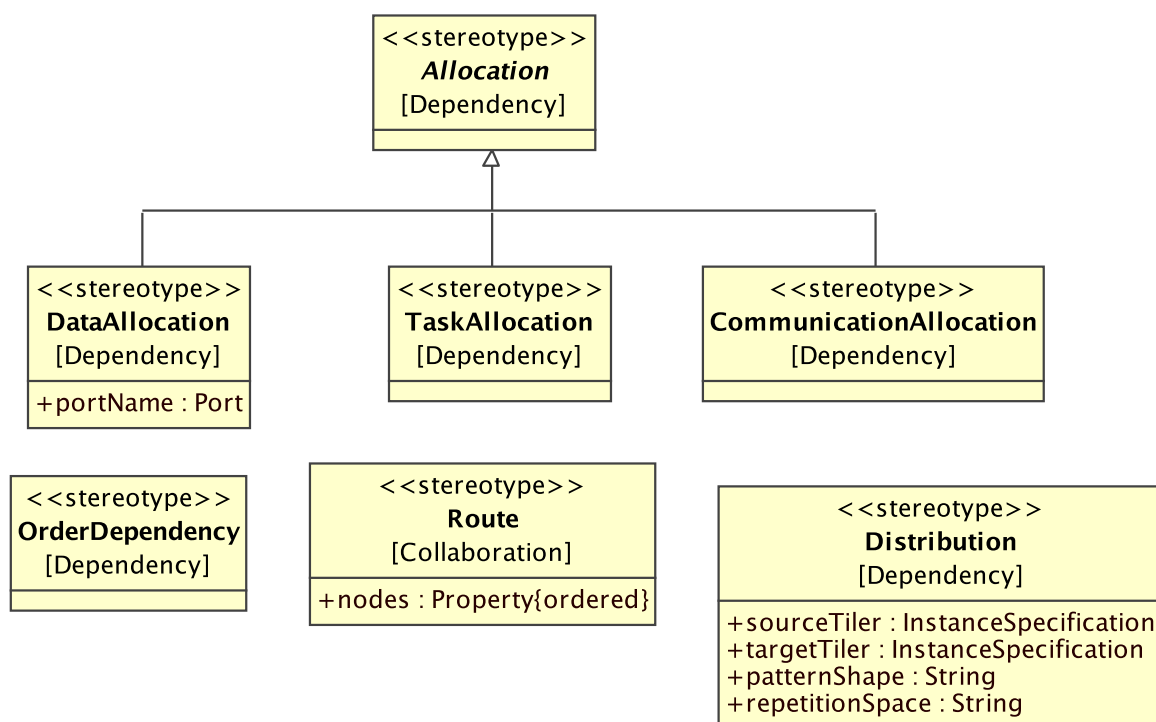 <<stereotype>>
Allocation
[Dependency]
<<stereotype>>
DataAllocation
[Dependency]
+portName : Port
<<stereotype>>
TaskAllocation
[Dependency]
<<stereotype>>
CommunicationAllocation
[Dependency]
<<stereotype>>
OrderDependency
[Dependency]
<<stereotype>>
Route
[Collaboration]
+nodes : Property{ordered}
<<stereotype>>
Distribution
[Dependency]
+sourceTiler : InstanceSpecification
+targetTiler : InstanceSpecification
+patternShape : String
+repetitionSpace : String